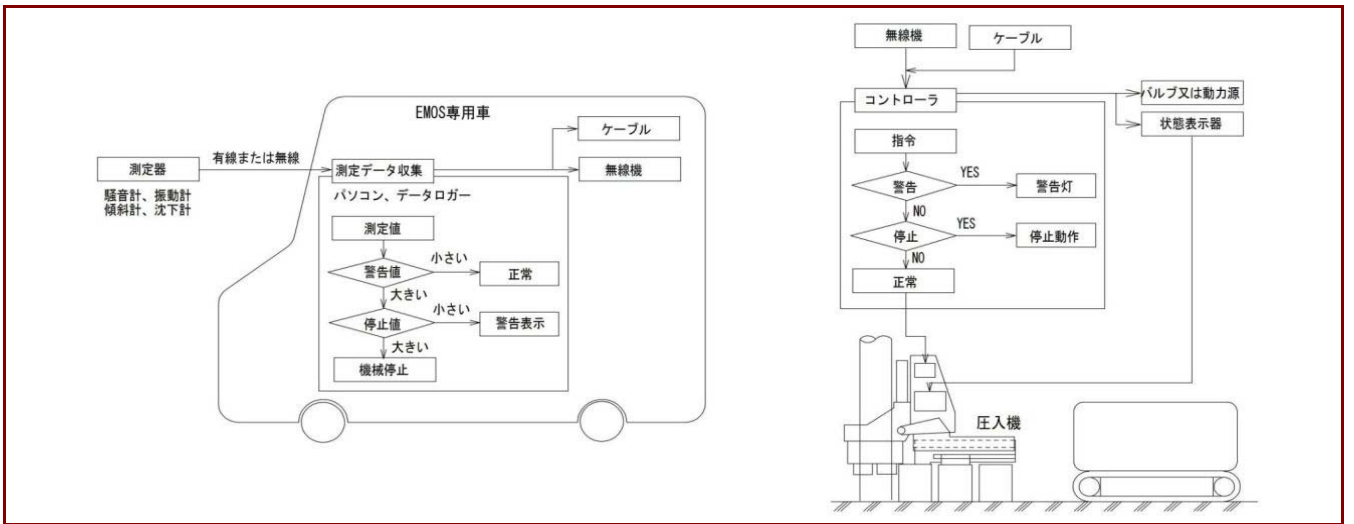 EMOS専用車
測定器
騒音計、振動計
傾斜計、沈下計
有線または無線
測定データ収集
ケーブル
無線機
パソコン、データロガー
測定値
警告値
小さい
正常
大きい
停止値
小さい
警告表示
大きい
機械停止
無線機
ケーブル
コントローラ
バルブ又は動力源
状態表示器
指令
警告
YES
警告灯
NO
停止
YES
停止動作
NO
正常
圧入機